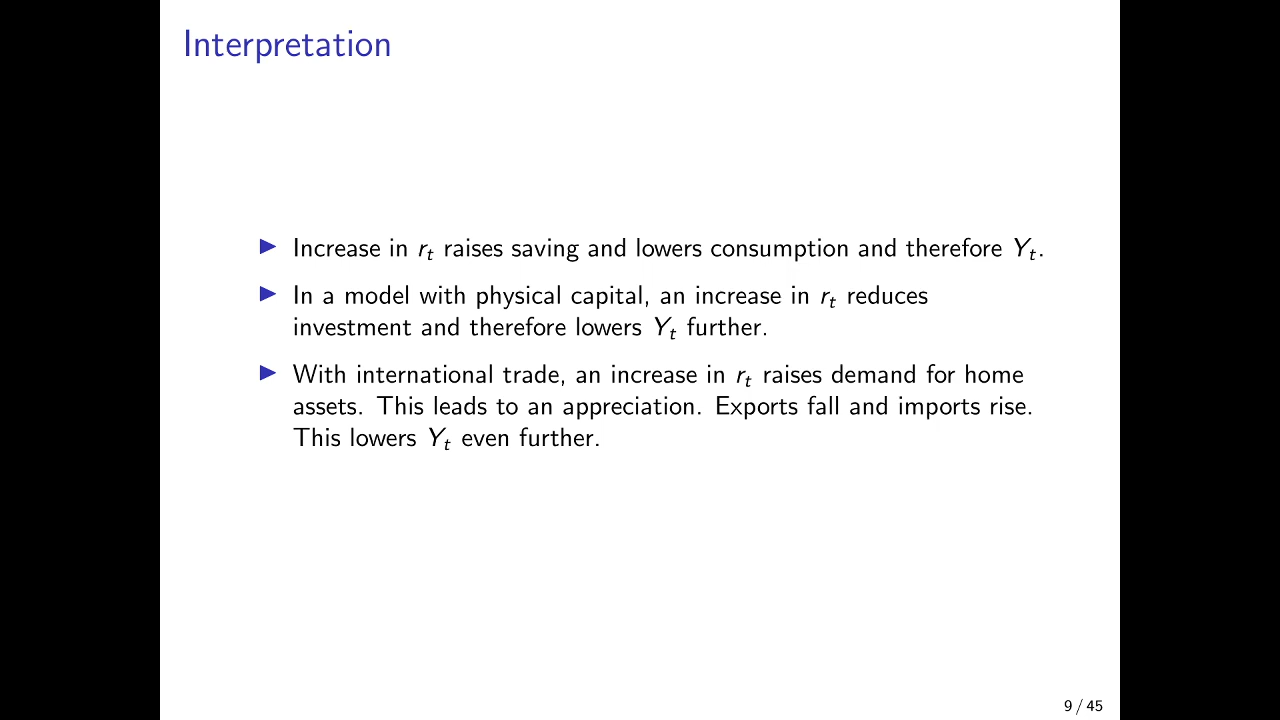 Interpretation
▶ Increase in r_t raises saving and lowers consumption and therefore Y_t.
▶ In a model with physical capital, an increase in r_t reduces
investment and therefore lowers Y_t further.
▶ With international trade, an increase in r_t raises demand for home
assets. This leads to an appreciation. Exports fall and imports rise.
This lowers Y_t even further.
9 / 45